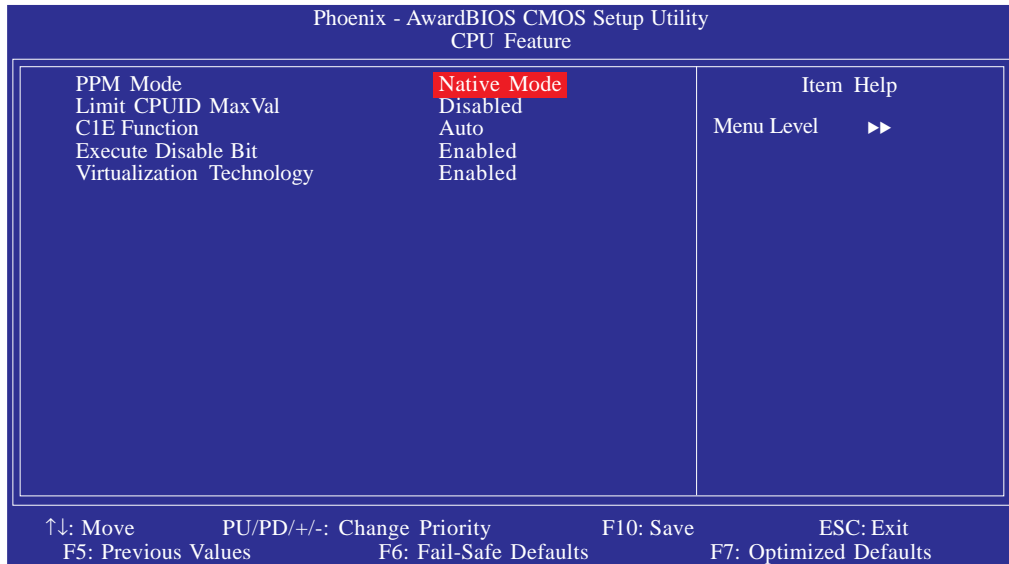 Phoenix - AwardBIOS CMOS Setup Utility
CPU Feature
PPM Mode Native Mode
Limit CPUID MaxVal Disabled
C1E Function Auto
Execute Disable Bit Enabled
Virtualization Technology Enabled
Item Help
Menu Level ►►
↑↓: Move PU/PD/+/-: Change Priority F10: Save ESC: Exit
F5: Previous Values F6: Fail-Safe Defaults F7: Optimized Defaults